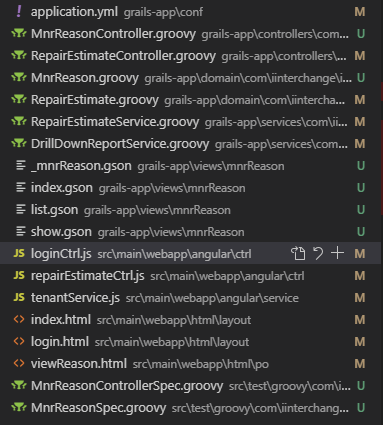 ! application.yml grails-app\conf M
MnrReasonController.groovy grails-app\controllers\com... U
RepairEstimateController.groovy grails-app\controllers\... M
MnrReason.groovy grails-app\domain\com\iinterchange\... U
RepairEstimate.groovy grails-app\domain\com\iintercha... M
RepairEstimateService.groovy grails-app\services\com\ii... M
DrillDownReportService.groovy grails-app\services\com... M
_mnrReason.gson grails-app\views\mnrReason U
index.gson grails-app\views\mnrReason U
list.gson grails-app\views\mnrReason U
show.gson grails-app\views\mnrReason U
JS loginCtrl.js src\main\webapp\angular\ctrl M
JS repairEstimateCtrl.js src\main\webapp\angular\ctrl M
JS tenantService.js src\main\webapp\angular\service M
<> index.html src\main\webapp\html\layout M
<> login.html src\main\webapp\html\layout M
<> viewReason.html src\main\webapp\html\po M
MnrReasonControllerSpec.groovy src\test\groovy\com\i... U
MnrReasonSpec.groovy src\test\groovy\com\iinterchang... U